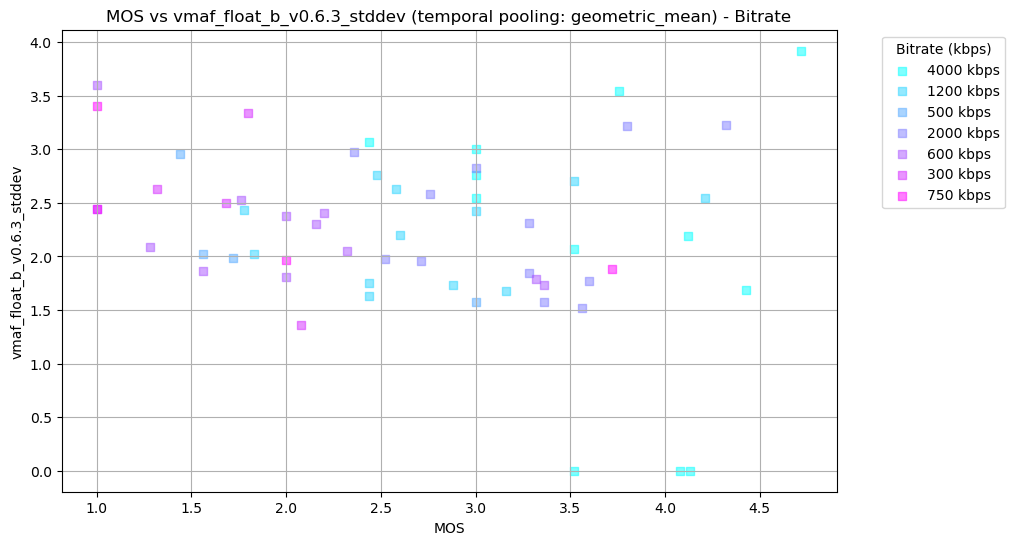 MOS vs vmaf_float_b_v0.6.3_stddev (temporal pooling: geometric_mean) - Bitrate
vmaf_float_b_v0.6.3_stddev
4.0
3.5
3.0
2.5
2.0
1.5
1.0
0.5
0.0
1.0 1.5 2.0 2.5 3.0 3.5 4.0 4.5
MOS
Bitrate (kbps)
4000 kbps
1200 kbps
500 kbps
2000 kbps
600 kbps
300 kbps
750 kbps